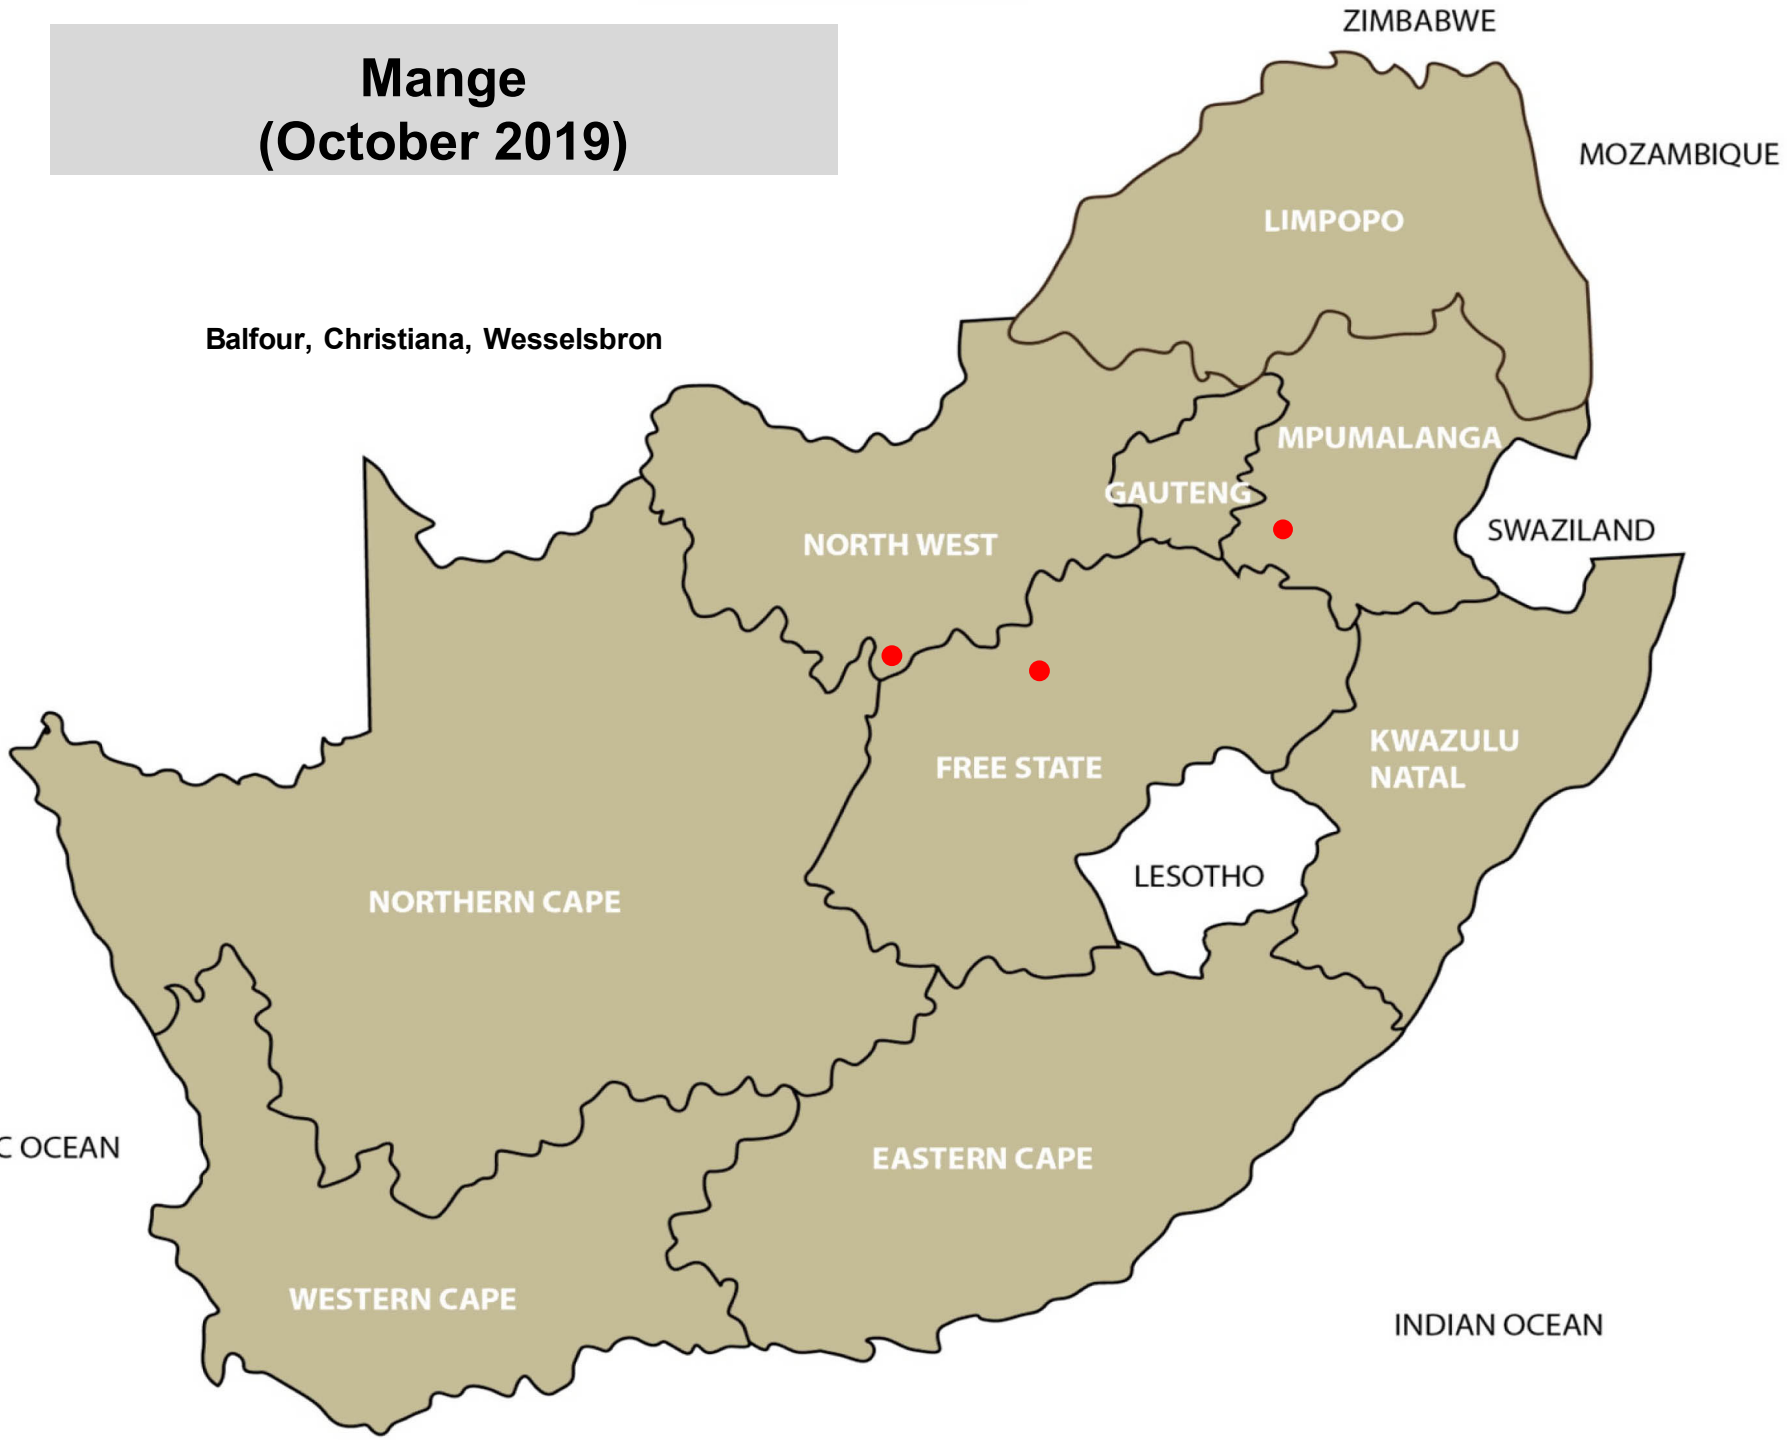 ZIMBABWE
Mange
(October 2019)
MOZAMBIQUE
LIMPOPO
Balfour, Christiana, Wesselsbron
MPUMALANGA
GAUTENG
NORTH WEST
SWAZILAND
KWAZULU
NATAL
FREE STATE
LESOTHO
NORTHERN CAPE
C OCEAN
EASTERN CAPE
WESTERN CAPE
INDIAN OCEAN